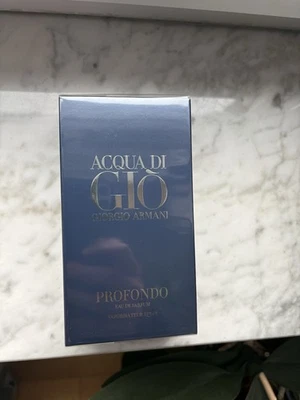 ACQUA DI
GIÒ
GIORGIO ARMANI
PROFONDO
EAU DE PARFUM